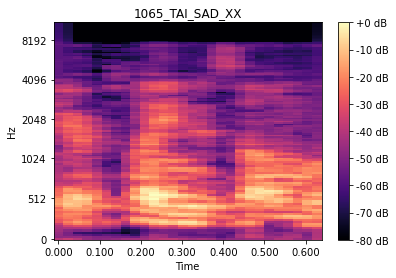 1065_TAI_SAD_XX
+0 dB
8192
-10 dB
4096
-20 dB
-30 dB
2048
Hz
-40 dB
1024
-50 dB
512
-60 dB
-70 dB
0
-80 dB
0.000 0.100 0.200 0.300 0.400 0.500 0.600
Time